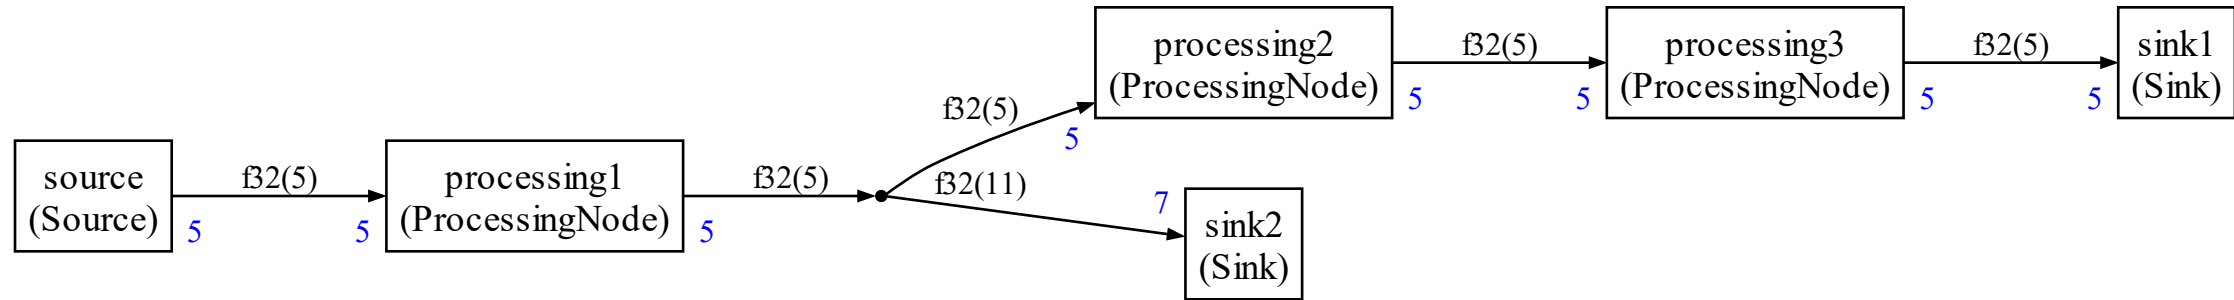 source
(Source)
f32(5)
5
5
processing1
(ProcessingNode)
f32(5)
5
f32(5)
5
processing2
(ProcessingNode)
f32(5)
5
5
processing3
(ProcessingNode)
f32(5)
5
5
sink1
(Sink)
f32(11)
7
sink2
(Sink)